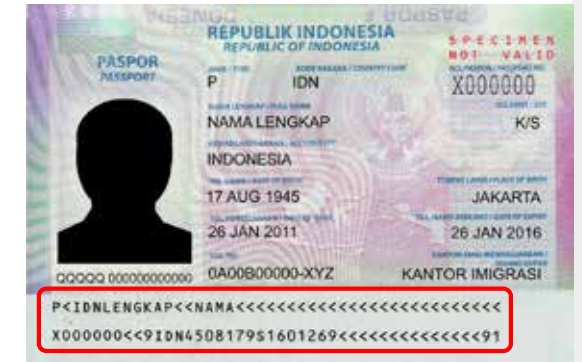 REPUBLIK INDONESIA
REPUBLIC OF INDONESIA
SPECIMEN
NOT VALID
PASPOR
PASSPORT
P IDN X000000
NAMA LENGKAP K/S
INDONESIA
17 AUG 1945 JAKARTA
26 JAN 2011 26 JAN 2016
0A00B00000-XYZ KANTOR IMIGRASI
QQQQQ 000000000000
P<IDNLENGKAP<<NAMA<<<<<<<<<<<<<<<<<<<<<<<<<<
X000000<<9IDN4508179S1601269<<<<<<<<<<<<<<91